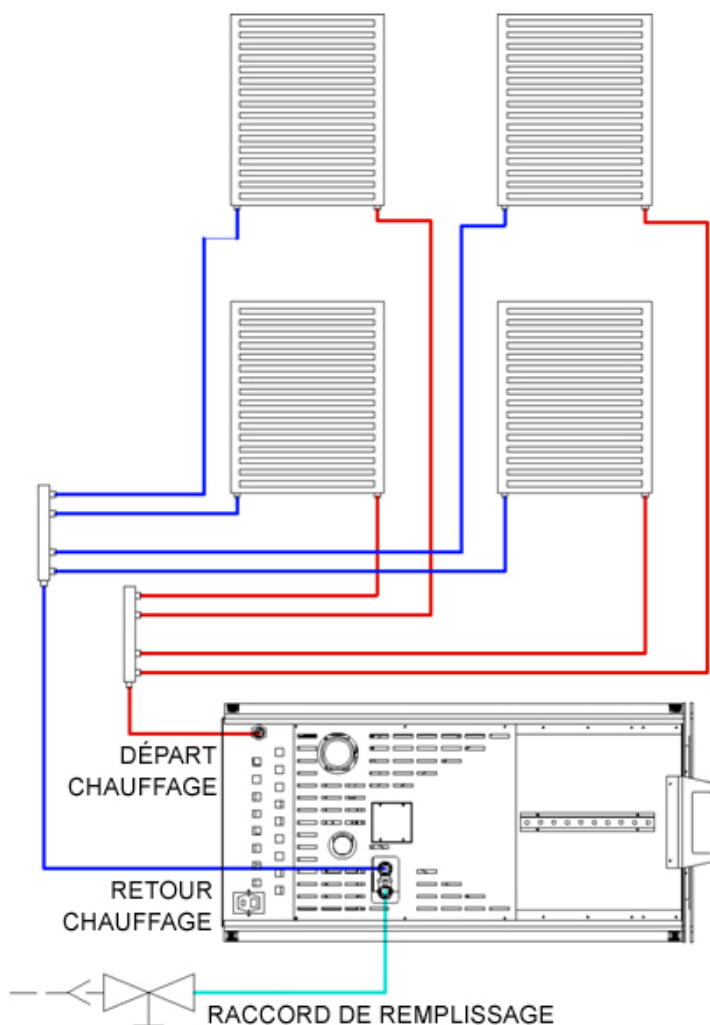 DÉPART
CHAUFFAGE
RETOUR
CHAUFFAGE
RACCORD DE REMPLISSAGE